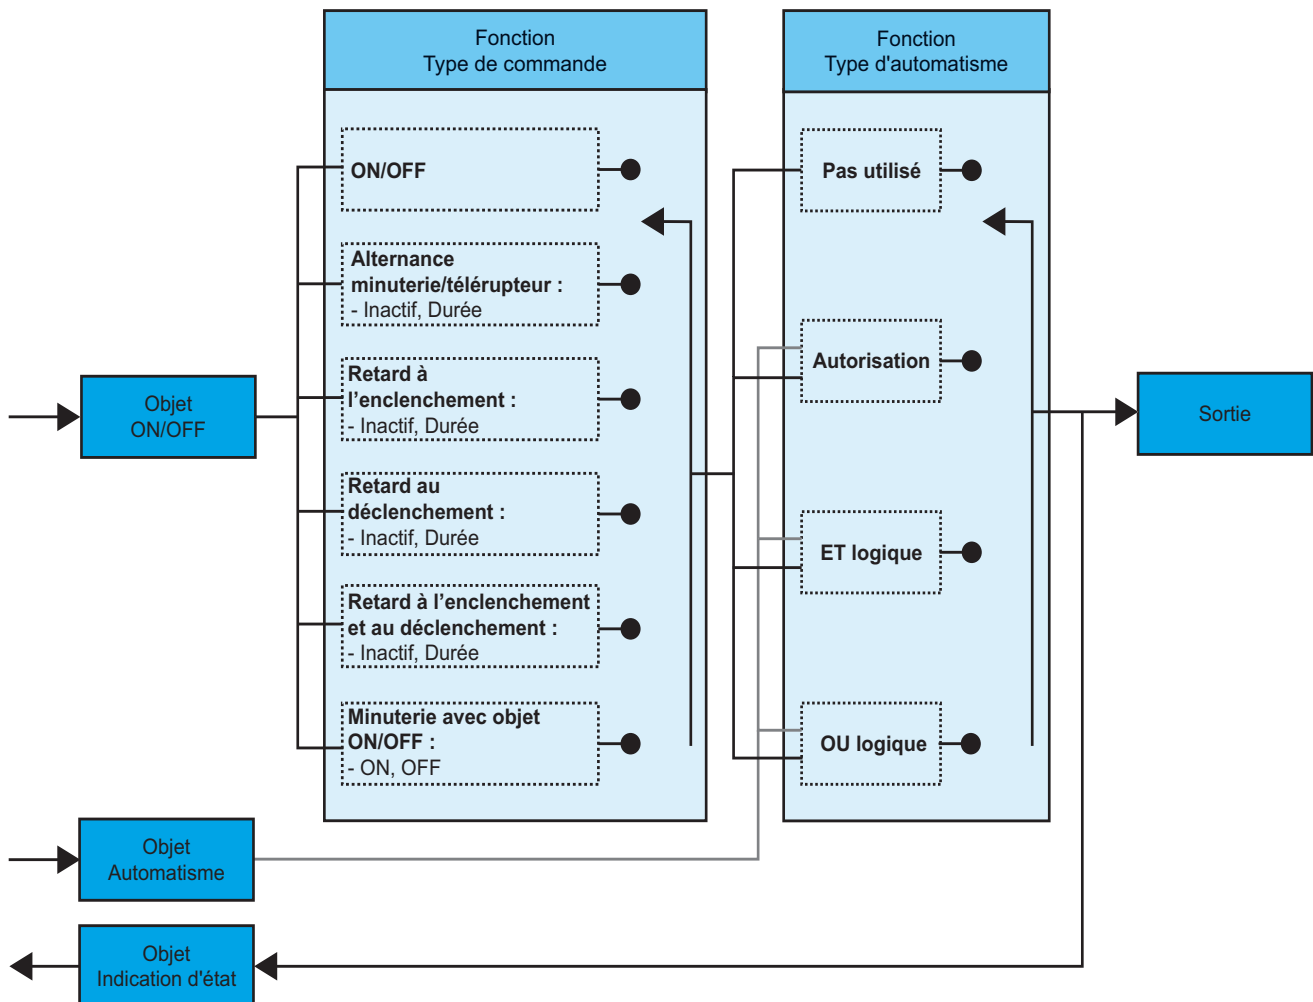 Fonction
Type de commande
Fonction
Type d'automatisme
ON/OFF
Alternance
minuterie/télérupteur :
- Inactif, Durée
Retard à
l’enclenchement :
- Inactif, Durée
Retard au
déclenchement :
- Inactif, Durée
Retard à l’enclenchement
et au déclenchement :
- Inactif, Durée
Minuterie avec objet
ON/OFF :
- ON, OFF
Pas utilisé
Autorisation
ET logique
OU logique
Objet
ON/OFF
Sortie
Objet
Automatisme
Objet
Indication d'état